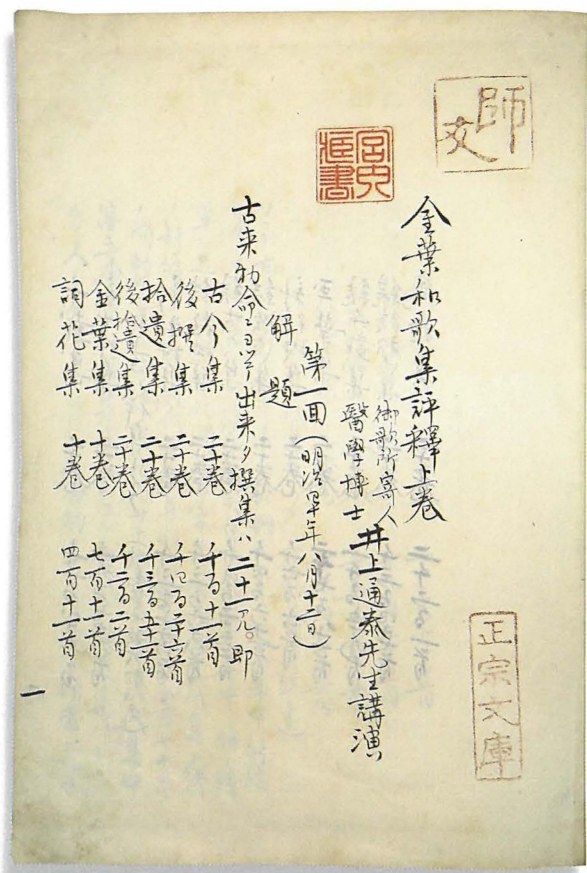 師文
宮内
金葉和歌集評釋上巻
御歌所寄人
醫學博士 井上通泰先生講演
第一回(明治四十年八月十二日)
解題
古来勅命ヨリ出来タ撰集ハ二十一アル。即
古今集 二十巻 千百十一首
後撰集 二十巻 千四百二十六首
拾遺集 二十巻 千三百五十一首
後拾遺集 二十巻 千二百二首
金葉集 十巻 七百十一首
詞花集 十巻 四百十一首
一
正宗文庫